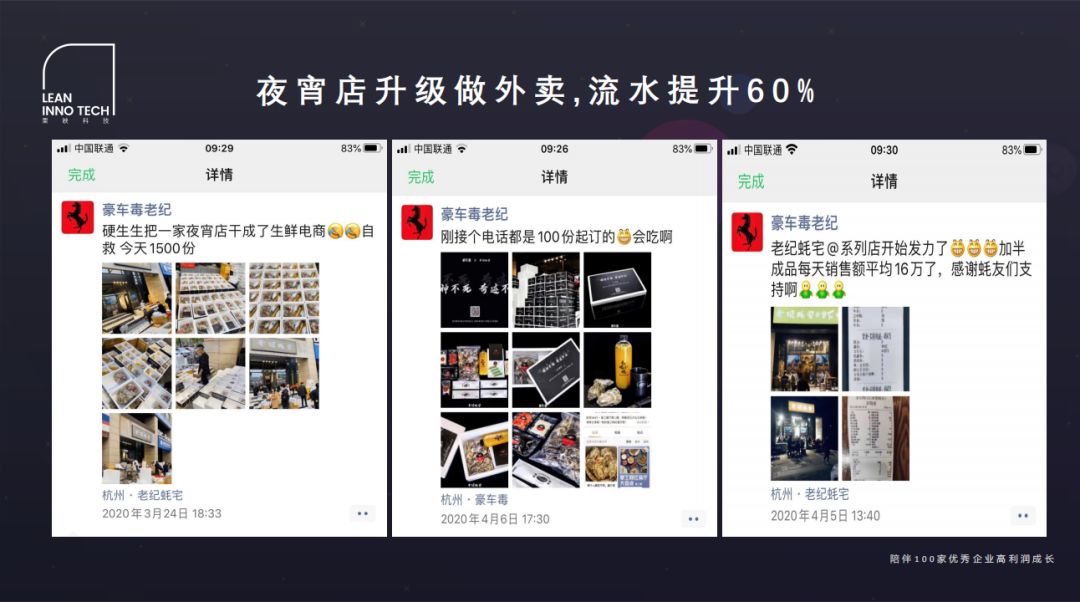 LEAN
INNO TECH
夜宵店升级做外卖,流水提升60%
中国联通
09:29
83%
完成
详情
豪车毒老纪
硬生生把一家夜宵店干成了生鲜电商🤣🤣自
救 今天1500份
杭州 · 老纪蚝宅
2020年3月24日 18:33
中国联通
09:26
83%
完成
详情
豪车毒老纪
刚接个电话都是100份起订的😁会吃啊
杭州 · 豪车毒
2020年4月6日 17:30
中国联通
09:30
83%
完成
详情
豪车毒老纪
老纪蚝宅@系列店开始发力了😁😁😁加半
成品每天销售额平均16万了，感谢蚝友们支
持啊
杭州 · 老纪蚝宅
2020年4月5日 13:40
陪伴100家优秀企业高利润成长